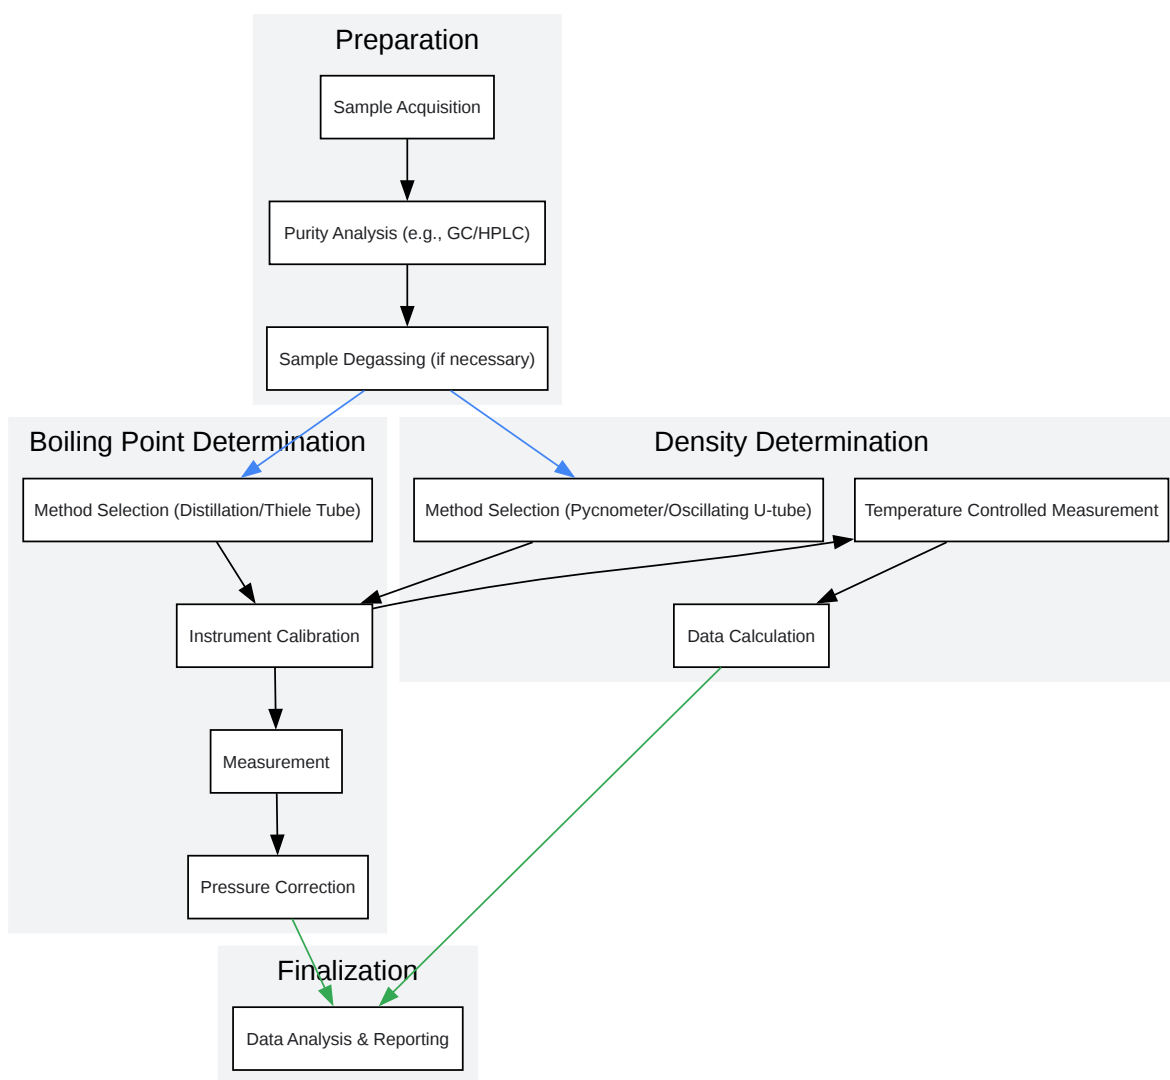 Preparation
Sample Acquisition
Purity Analysis (e.g., GC/HPLC)
Sample Degassing (if necessary)
Boiling Point Determination
Method Selection (Distillation/Thiele Tube)
Instrument Calibration
Measurement
Pressure Correction
Density Determination
Method Selection (Pycnometer/Oscillating U-tube)
Temperature Controlled Measurement
Data Calculation
Finalization
Data Analysis & Reporting